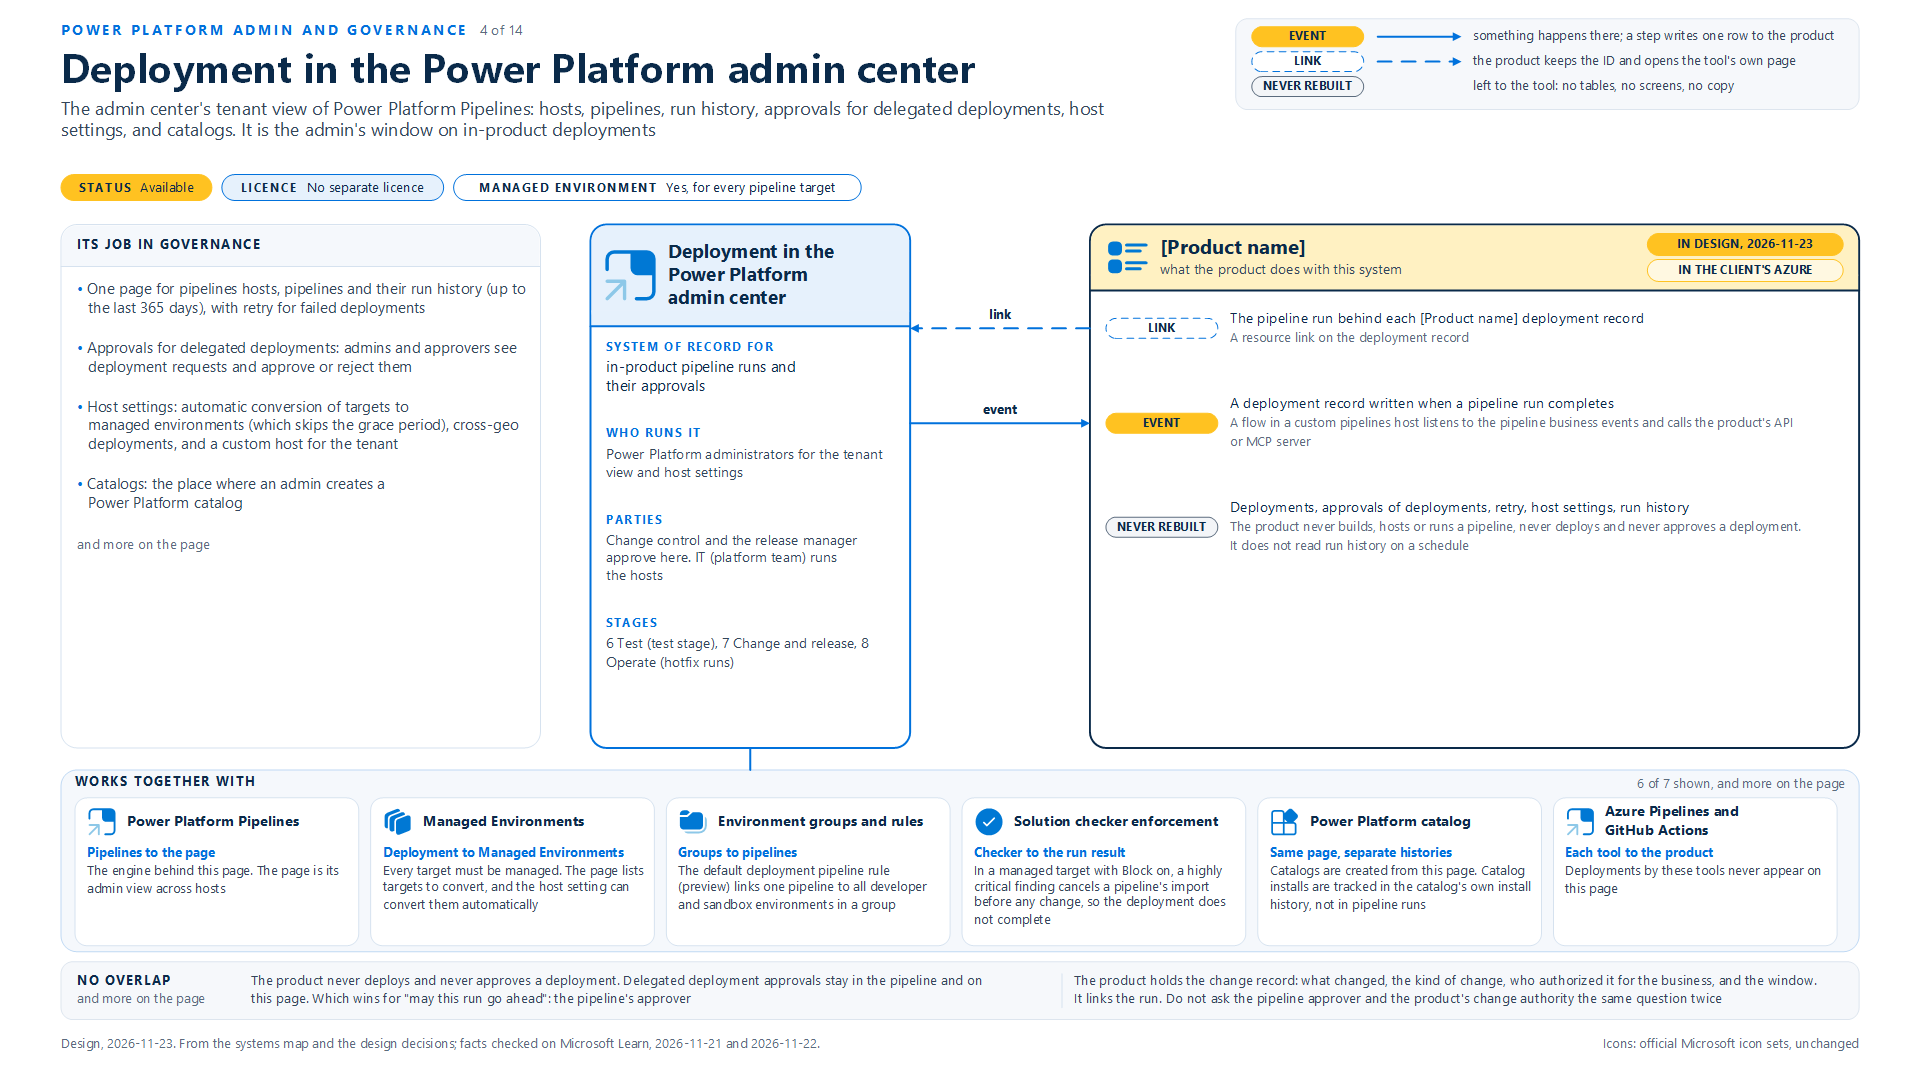 POWER PLATFORM ADMIN AND GOVERNANCE 4 of 14
Deployment in the Power Platform admin center
The admin center's tenant view of Power Platform Pipelines: hosts, pipelines, run history, approvals for delegated deployments, host
settings, and catalogs. It is the admin's window on in-product deployments
EVENT something happens there; a step writes one row to the product
LINK the product keeps the ID and opens the tool's own page
NEVER REBUILT left to the tool: no tables, no screens, no copy
STATUS Available
LICENCE No separate licence
MANAGED ENVIRONMENT Yes, for every pipeline target
ITS JOB IN GOVERNANCE
• One page for pipelines hosts, pipelines and their run history (up to
the last 365 days), with retry for failed deployments
• Approvals for delegated deployments: admins and approvers see
deployment requests and approve or reject them
• Host settings: automatic conversion of targets to
managed environments (which skips the grace period), cross-geo
deployments, and a custom host for the tenant
• Catalogs: the place where an admin creates a
Power Platform catalog
and more on the page
Deployment in the
Power Platform
admin center
SYSTEM OF RECORD FOR
in-product pipeline runs and
their approvals
WHO RUNS IT
Power Platform administrators for the tenant
view and host settings
PARTIES
Change control and the release manager
approve here. IT (platform team) runs
the hosts
STAGES
6 Test (test stage), 7 Change and release, 8
Operate (hotfix runs)
link
event
[Product name]
what the product does with this system
IN DESIGN, 2026-11-23
IN THE CLIENT'S AZURE
LINK
The pipeline run behind each [Product name] deployment record
A resource link on the deployment record
EVENT
A deployment record written when a pipeline run completes
A flow in a custom pipelines host listens to the pipeline business events and calls the product's API
or MCP server
NEVER REBUILT
Deployments, approvals of deployments, retry, host settings, run history
The product never builds, hosts or runs a pipeline, never deploys and never approves a deployment.
It does not read run history on a schedule
WORKS TOGETHER WITH
6 of 7 shown, and more on the page
Power Platform Pipelines
Pipelines to the page
The engine behind this page. The page is its
admin view across hosts
Managed Environments
Deployment to Managed Environments
Every target must be managed. The page lists
targets to convert, and the host setting can
convert them automatically
Environment groups and rules
Groups to pipelines
The default deployment pipeline rule
(preview) links one pipeline to all developer
and sandbox environments in a group
Solution checker enforcement
Checker to the run result
In a managed target with Block on, a highly
critical finding cancels a pipeline's import
before any change, so the deployment does
not complete
Power Platform catalog
Same page, separate histories
Catalogs are created from this page. Catalog
installs are tracked in the catalog's own install
history, not in pipeline runs
Azure Pipelines and
GitHub Actions
Each tool to the product
Deployments by these tools never appear on
this page
NO OVERLAP
and more on the page
The product never deploys and never approves a deployment. Delegated deployment approvals stay in the pipeline and on
this page. Which wins for "may this run go ahead": the pipeline's approver
The product holds the change record: what changed, the kind of change, who authorized it for the business, and the window.
It links the run. Do not ask the pipeline approver and the product's change authority the same question twice
Design, 2026-11-23. From the systems map and the design decisions; facts checked on Microsoft Learn, 2026-11-21 and 2026-11-22.
Icons: official Microsoft icon sets, unchanged